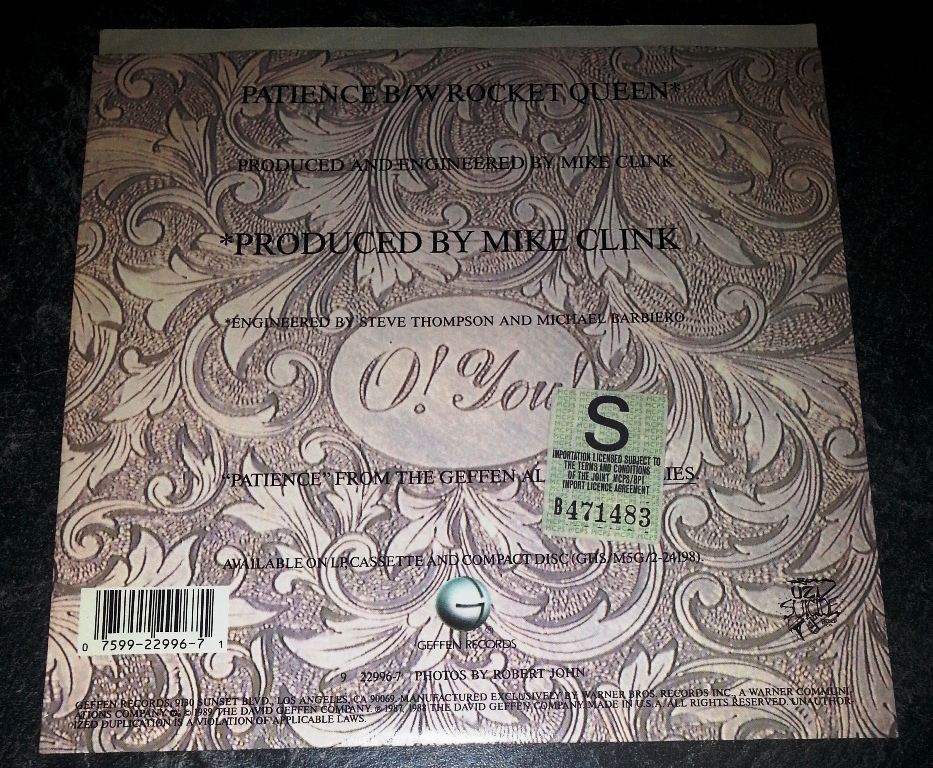 PATIENCE B/W ROCKET QUEEN*
PRODUCED AND ENGINEERED BY MIKE CLINK
*PRODUCED BY MIKE CLINK
*ENGINEERED BY STEVE THOMPSON AND MICHAEL BARBIERO
O! You!
S
IMPORTATION LICENSED SUBJECT TO
THE TERMS AND CONDITIONS
OF THE JOINT MCPS/BPI
IMPORT LICENCE AGREEMENT
B471483
"PATIENCE" FROM THE GEFFEN AL IES.
AVAILABLE ON LP, CASSETTE AND COMPACT DISC (GHS/M5G/2-24198).
0 7599-22996-7 1
G
GEFFEN RECORDS
UZI
SUICIDE
9 22996-7 PHOTOS BY ROBERT JOHN
GEFFEN RECORDS, 9130 SUNSET BLVD., LOS ANGELES, CA 90069. MANUFACTURED EXCLUSIVELY BY WARNER BROS. RECORDS INC., A WARNER COMMUNI-
ATIONS COMPANY. © 1989 THE DAVID GEFFEN COMPANY ℗ 1987, 1988 THE DAVID GEFFEN COMPANY. MADE IN U.S.A. ALL RIGHTS RESERVED. UNAUTHOR-
IZED DUPLICATION IS A VIOLATION OF APPLICABLE LAWS.